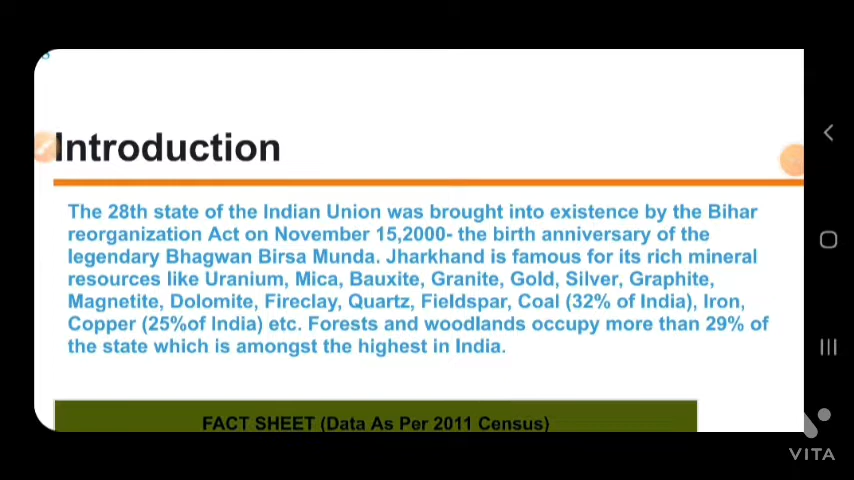 Introduction
The 28th state of the Indian Union was brought into existence by the Bihar
reorganization Act on November 15,2000- the birth anniversary of the
legendary Bhagwan Birsa Munda. Jharkhand is famous for its rich mineral
resources like Uranium, Mica, Bauxite, Granite, Gold, Silver, Graphite,
Magnetite, Dolomite, Fireclay, Quartz, Fieldspar, Coal (32% of India), Iron,
Copper (25%of India) etc. Forests and woodlands occupy more than 29% of
the state which is amongst the highest in India.
FACT SHEET (Data As Per 2011 Census)
VITA